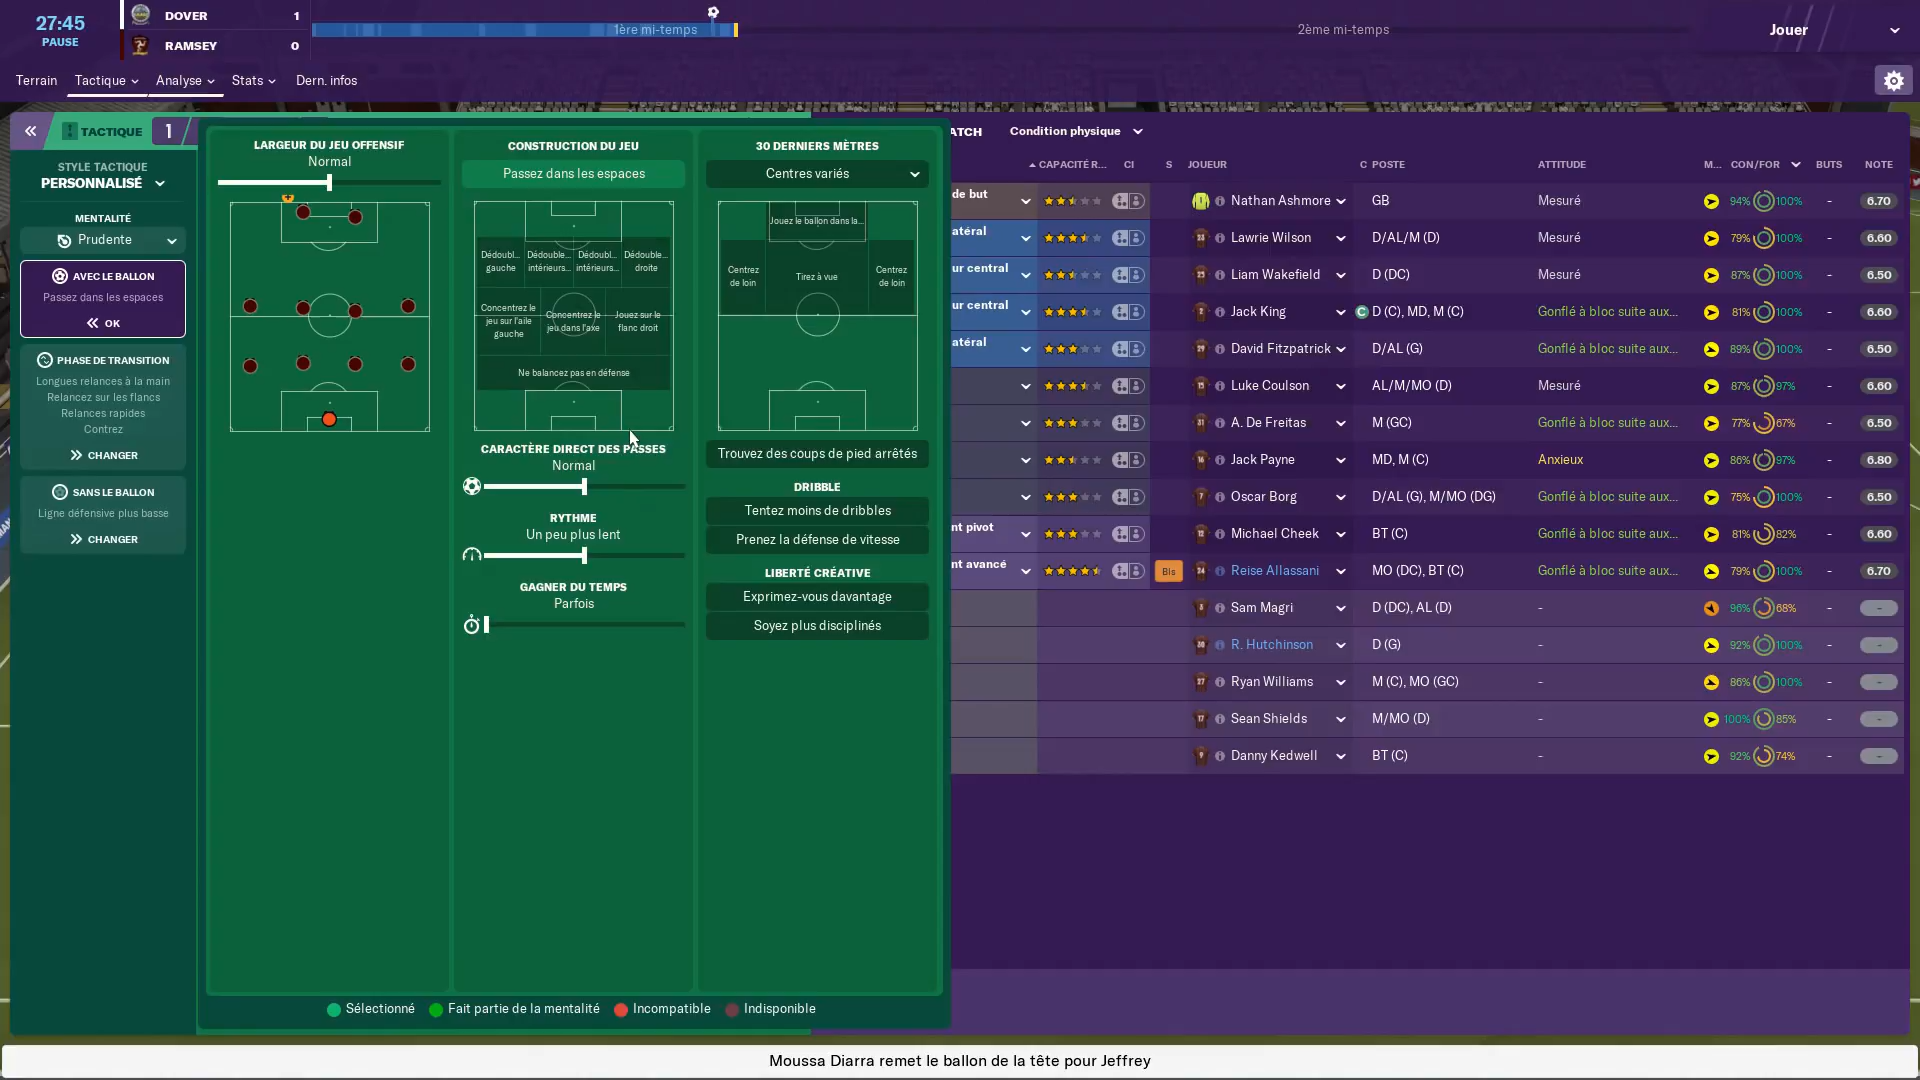 27:45
PAUSE
DOVER 1
RAMSEY 0
1ère mi-temps
2ème mi-temps
Jouer
Terrain Tactique Analyse Stats Dern. infos
TACTIQUE 1
STYLE TACTIQUE
PERSONNALISÉ
MENTALITÉ
Prudente
AVEC LE BALLON
Passez dans les espaces
OK
PHASE DE TRANSITION
Longues relances à la main
Relancez sur les flancs
Relances rapides
Contrez
CHANGER
SANS LE BALLON
Ligne défensive plus basse
CHANGER
LARGEUR DU JEU OFFENSIF
Normal
CONSTRUCTION DU JEU
Passez dans les espaces
Dédoubl... gauche
Dédouble... intérieurs...
Dédoubl... intérieurs...
Dédouble... droite
Concentrez le jeu sur l'aile gauche
Concentrez le jeu dans l'axe
Jouez sur le flanc droit
Ne balancez pas en défense
CARACTÈRE DIRECT DES PASSES
Normal
RYTHME
Un peu plus lent
GAGNER DU TEMPS
Parfois
30 DERNIERS MÈTRES
Centres variés
Jouez le ballon dans la...
Centrez de loin
Tirez à vue
Centrez de loin
Trouvez des coups de pied arrêtés
DRIBBLE
Tentez moins de dribbles
Prenez la défense de vitesse
LIBERTÉ CRÉATIVE
Exprimez-vous davantage
Soyez plus disciplinés
Sélectionné Fait partie de la mentalité Incompatible Indisponible
ATCH Condition physique
CAPACITÉ R... CI S JOUEUR C POSTE ATTITUDE M... CON/FOR BUTS NOTE
de but Nathan Ashmore GB Mesuré 94% 100% - 6.70
atéral Lawrie Wilson D/AL/M (D) Mesuré 79% 100% - 6.60
ur central Liam Wakefield D (DC) Mesuré 87% 100% - 6.50
ur central Jack King C D (C), MD, M (C) Gonflé à bloc suite aux... 81% 100% - 6.60
atéral David Fitzpatrick D/AL (G) Gonflé à bloc suite aux... 89% 100% - 6.50
Luke Coulson AL/M/MO (D) Mesuré 87% 97% - 6.60
A. De Freitas M (GC) Gonflé à bloc suite aux... 77% 67% - 6.50
Jack Payne MD, M (C) Anxieux 86% 97% - 6.80
Oscar Borg D/AL (G), M/MO (DG) Gonflé à bloc suite aux... 75% 100% - 6.50
nt pivot Michael Cheek BT (C) Gonflé à bloc suite aux... 81% 82% - 6.60
nt avancé Bls Reise Allassani MO (DC), BT (C) Gonflé à bloc suite aux... 79% 100% - 6.70
Sam Magri D (DC), AL (D) - 96% 68% - -
R. Hutchinson D (G) - 92% 100% - -
Ryan Williams M (C), MO (GC) - 86% 100% - -
Sean Shields M/MO (D) - 100% 85% - -
Danny Kedwell BT (C) - 92% 74% - -
Moussa Diarra remet le ballon de la tête pour Jeffrey